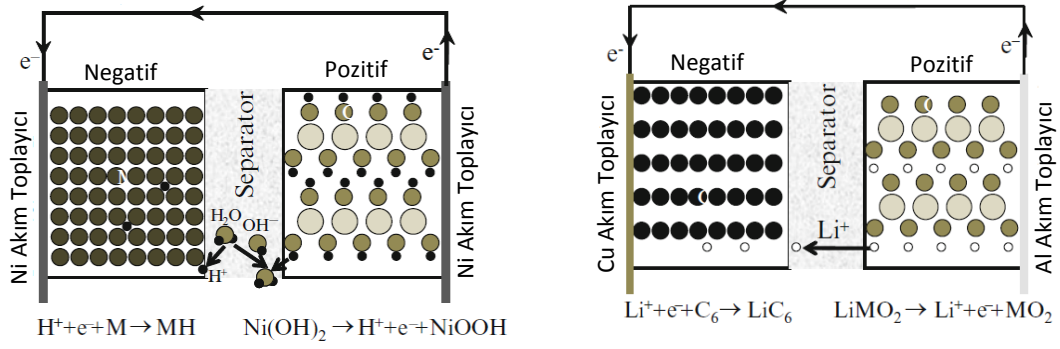 e⁻
e⁻
Negatif
Pozitif
Ni Akım Toplayıcı
Separator
Ni Akım Toplayıcı
M
H₂O
OH⁻
H⁺
H⁺+e⁻+M → MH
Ni(OH)₂ → H⁺+e⁻+NiOOH
e⁻
e⁻
Negatif
Pozitif
Cu Akım Toplayıcı
Separator
Al Akım Toplayıcı
Li⁺
Li⁺+e⁻+C₆ → LiC₆
LiMO₂ → Li⁺+e⁻+MO₂